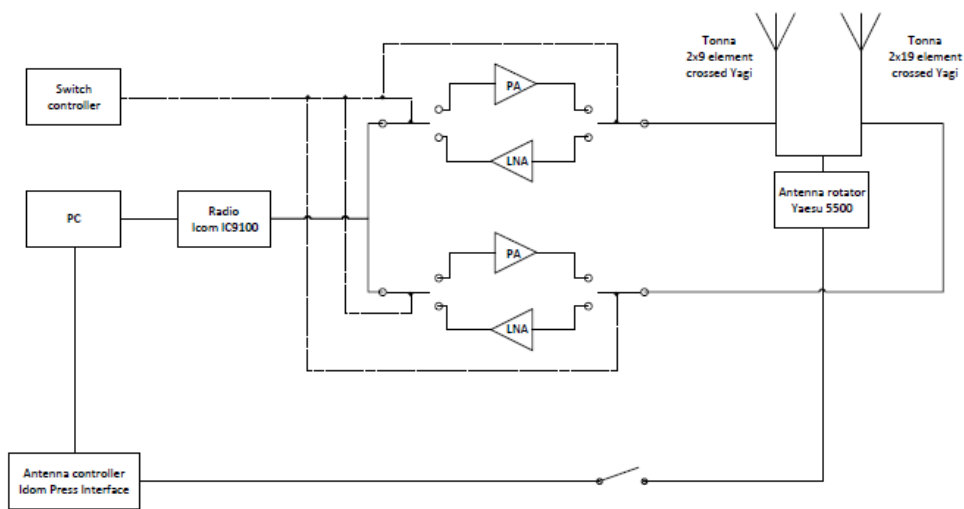 Tonna
2x9 element
crossed Yagi
Tonna
2x19 element
crossed Yagi
Switch
controller
PA
LNA
PC
Radio
Icom IC9100
Antenna rotator
Yaesu 5500
PA
LNA
Antenna controller
Idom Press Interface